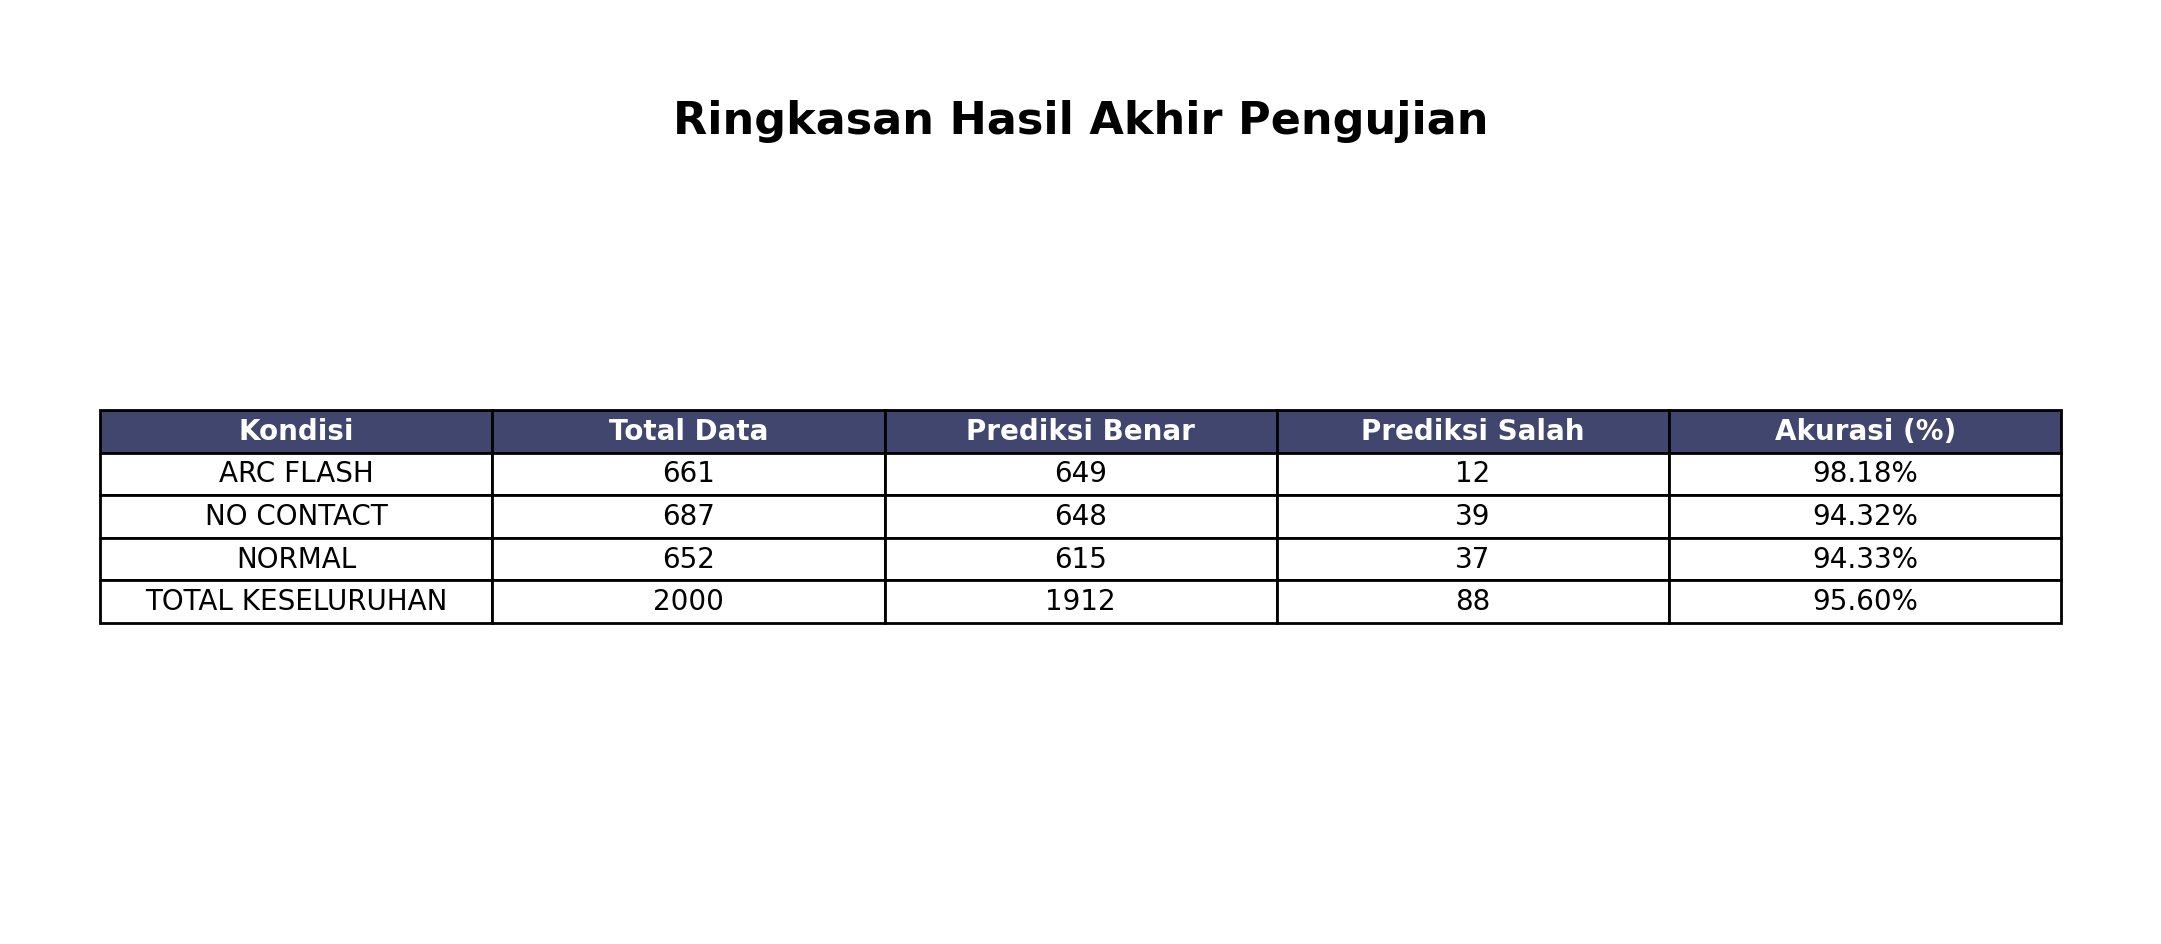 Ringkasan Hasil Akhir Pengujian
Kondisi Total Data Prediksi Benar Prediksi Salah Akurasi (%)
ARC FLASH 661 649 12 98.18%
NO CONTACT 687 648 39 94.32%
NORMAL 652 615 37 94.33%
TOTAL KESELURUHAN 2000 1912 88 95.60%